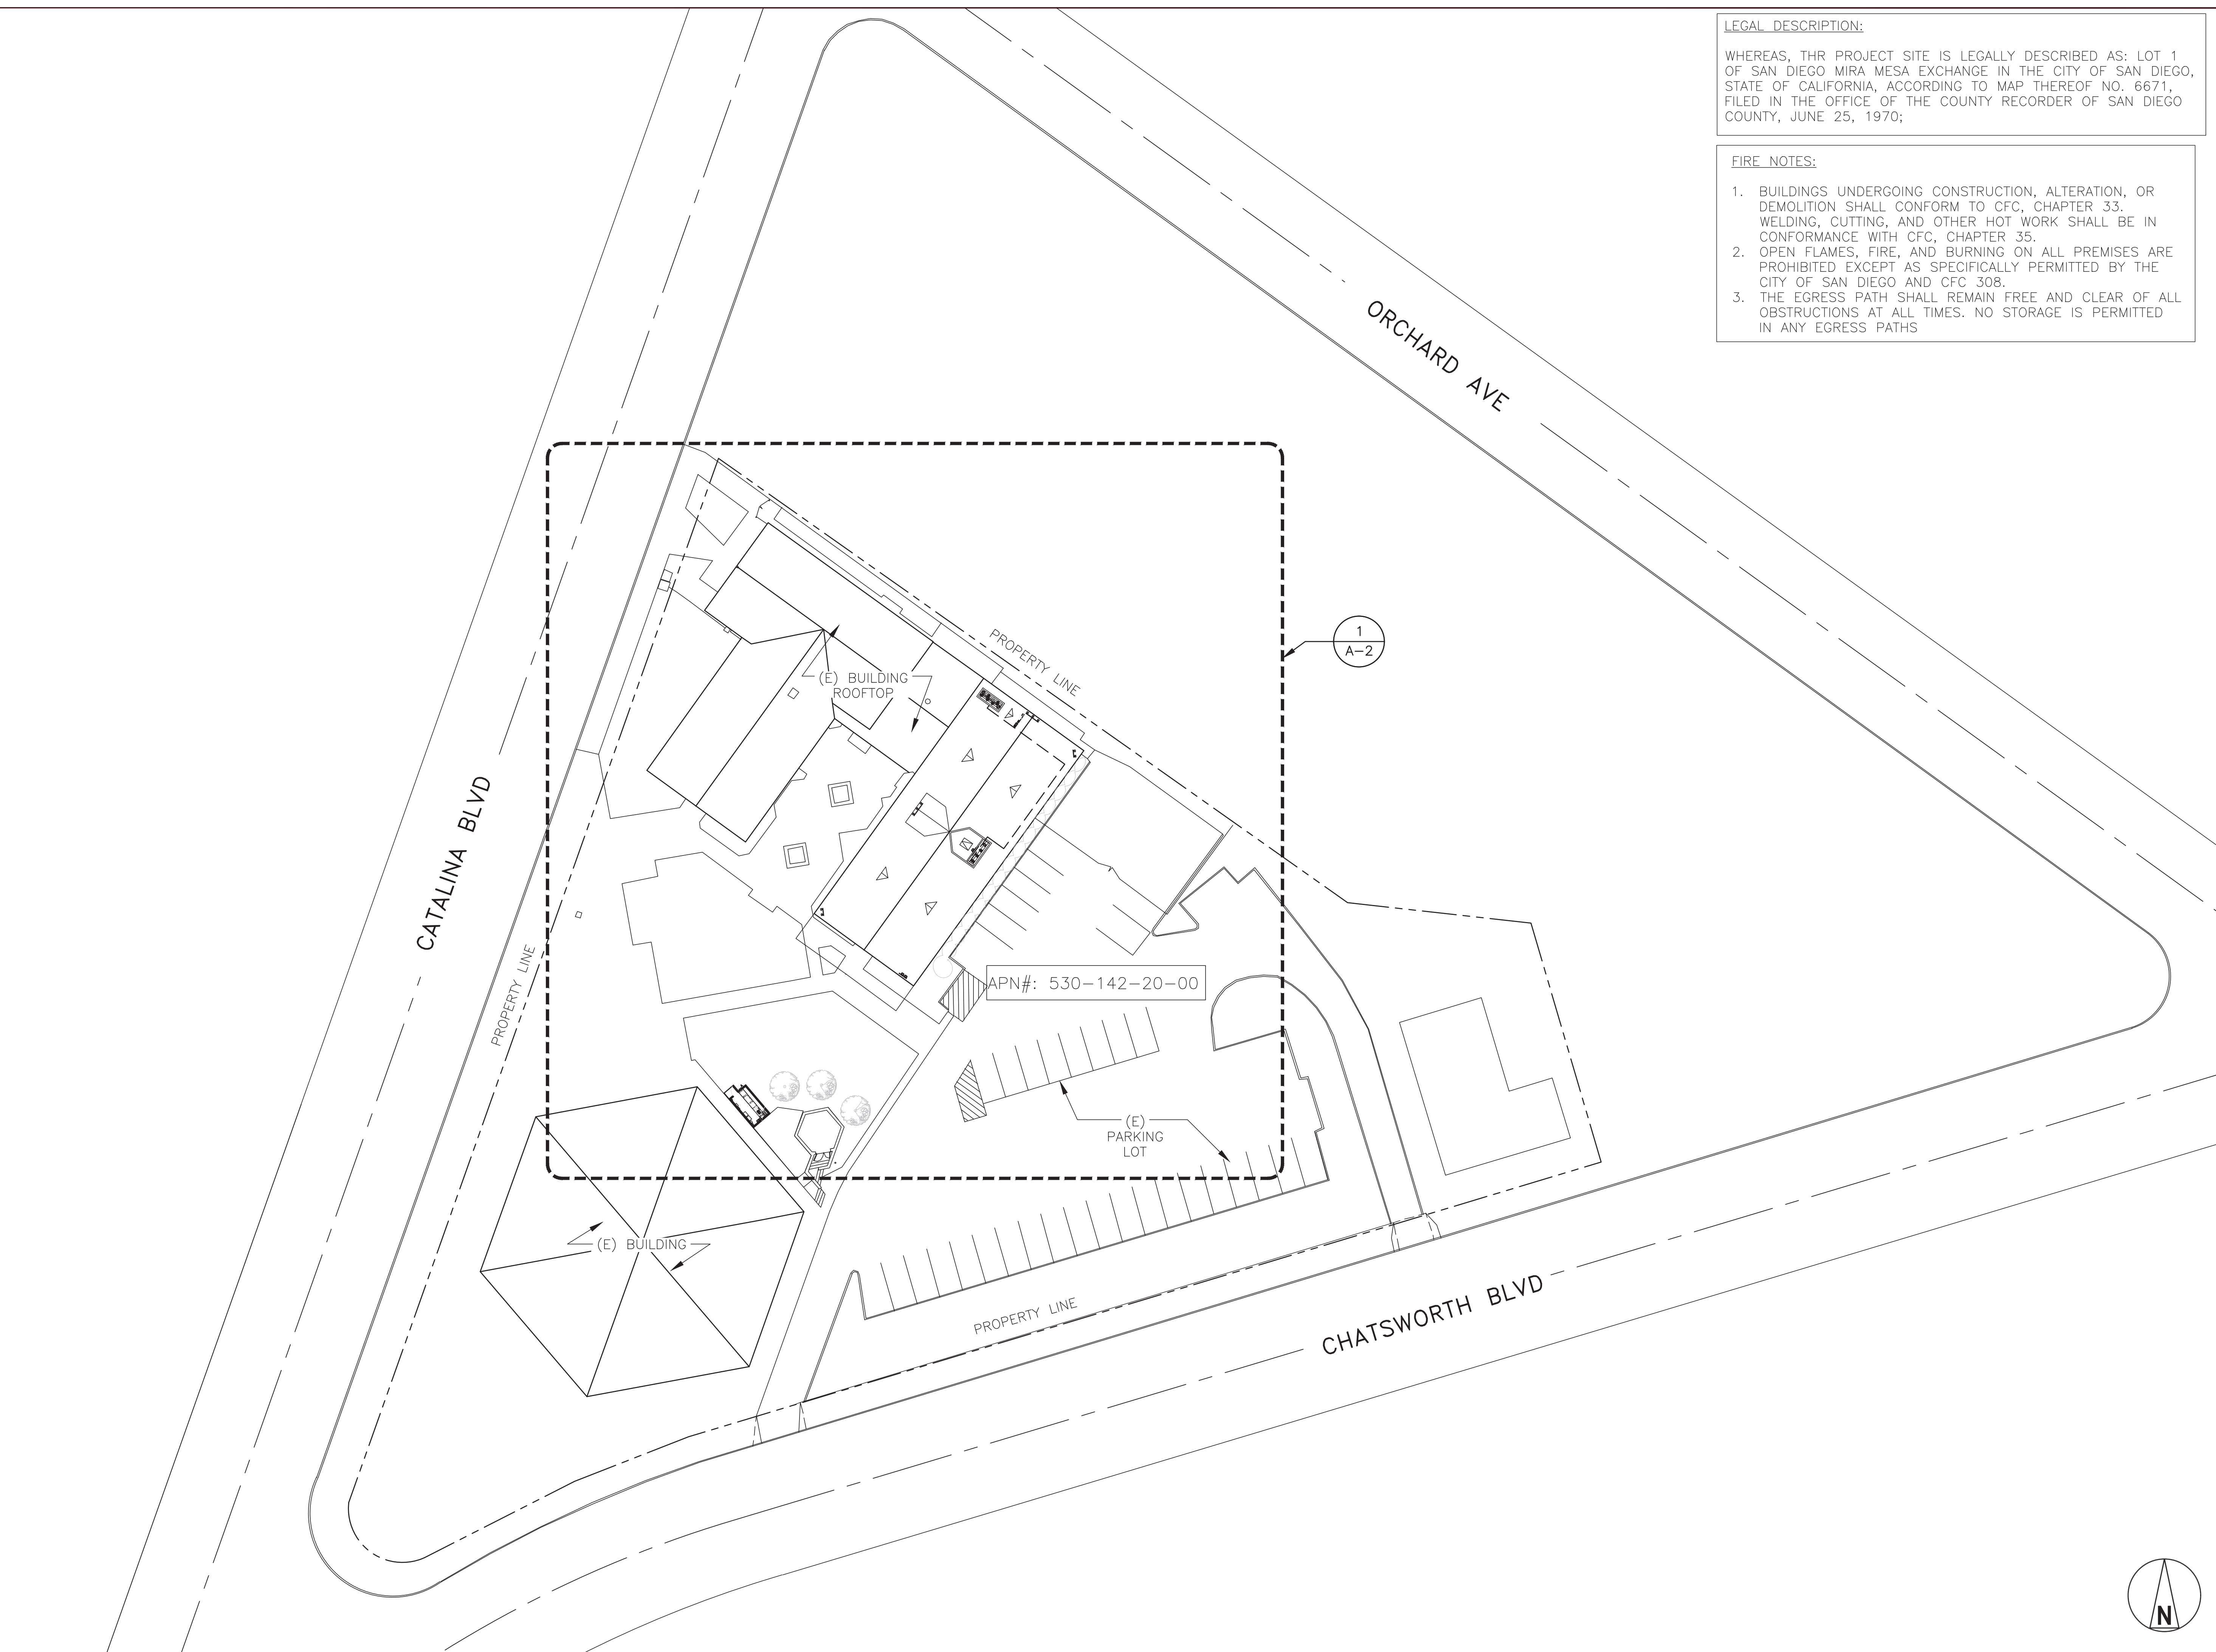 LEGAL DESCRIPTION:
WHEREAS, THR PROJECT SITE IS LEGALLY DESCRIBED AS: LOT 1
OF SAN DIEGO MIRA MESA EXCHANGE IN THE CITY OF SAN DIEGO,
STATE OF CALIFORNIA, ACCORDING TO MAP THEREOF NO. 6671,
FILED IN THE OFFICE OF THE COUNTY RECORDER OF SAN DIEGO
COUNTY, JUNE 25, 1970;
FIRE NOTES:
1. BUILDINGS UNDERGOING CONSTRUCTION, ALTERATION, OR
DEMOLITION SHALL CONFORM TO CFC, CHAPTER 33.
WELDING, CUTTING, AND OTHER HOT WORK SHALL BE IN
CONFORMANCE WITH CFC, CHAPTER 35.
2. OPEN FLAMES, FIRE, AND BURNING ON ALL PREMISES ARE
PROHIBITED EXCEPT AS SPECIFICALLY PERMITTED BY THE
CITY OF SAN DIEGO AND CFC 308.
3. THE EGRESS PATH SHALL REMAIN FREE AND CLEAR OF ALL
OBSTRUCTIONS AT ALL TIMES. NO STORAGE IS PERMITTED
IN ANY EGRESS PATHS
ORCHARD AVE
1
A-2
PROPERTY LINE
(E) BUILDING
ROOFTOP
CATALINA BLVD
PROPERTY LINE
APN#: 530-142-20-00
(E)
PARKING
LOT
(E) BUILDING
PROPERTY LINE
CHATSWORTH BLVD
N